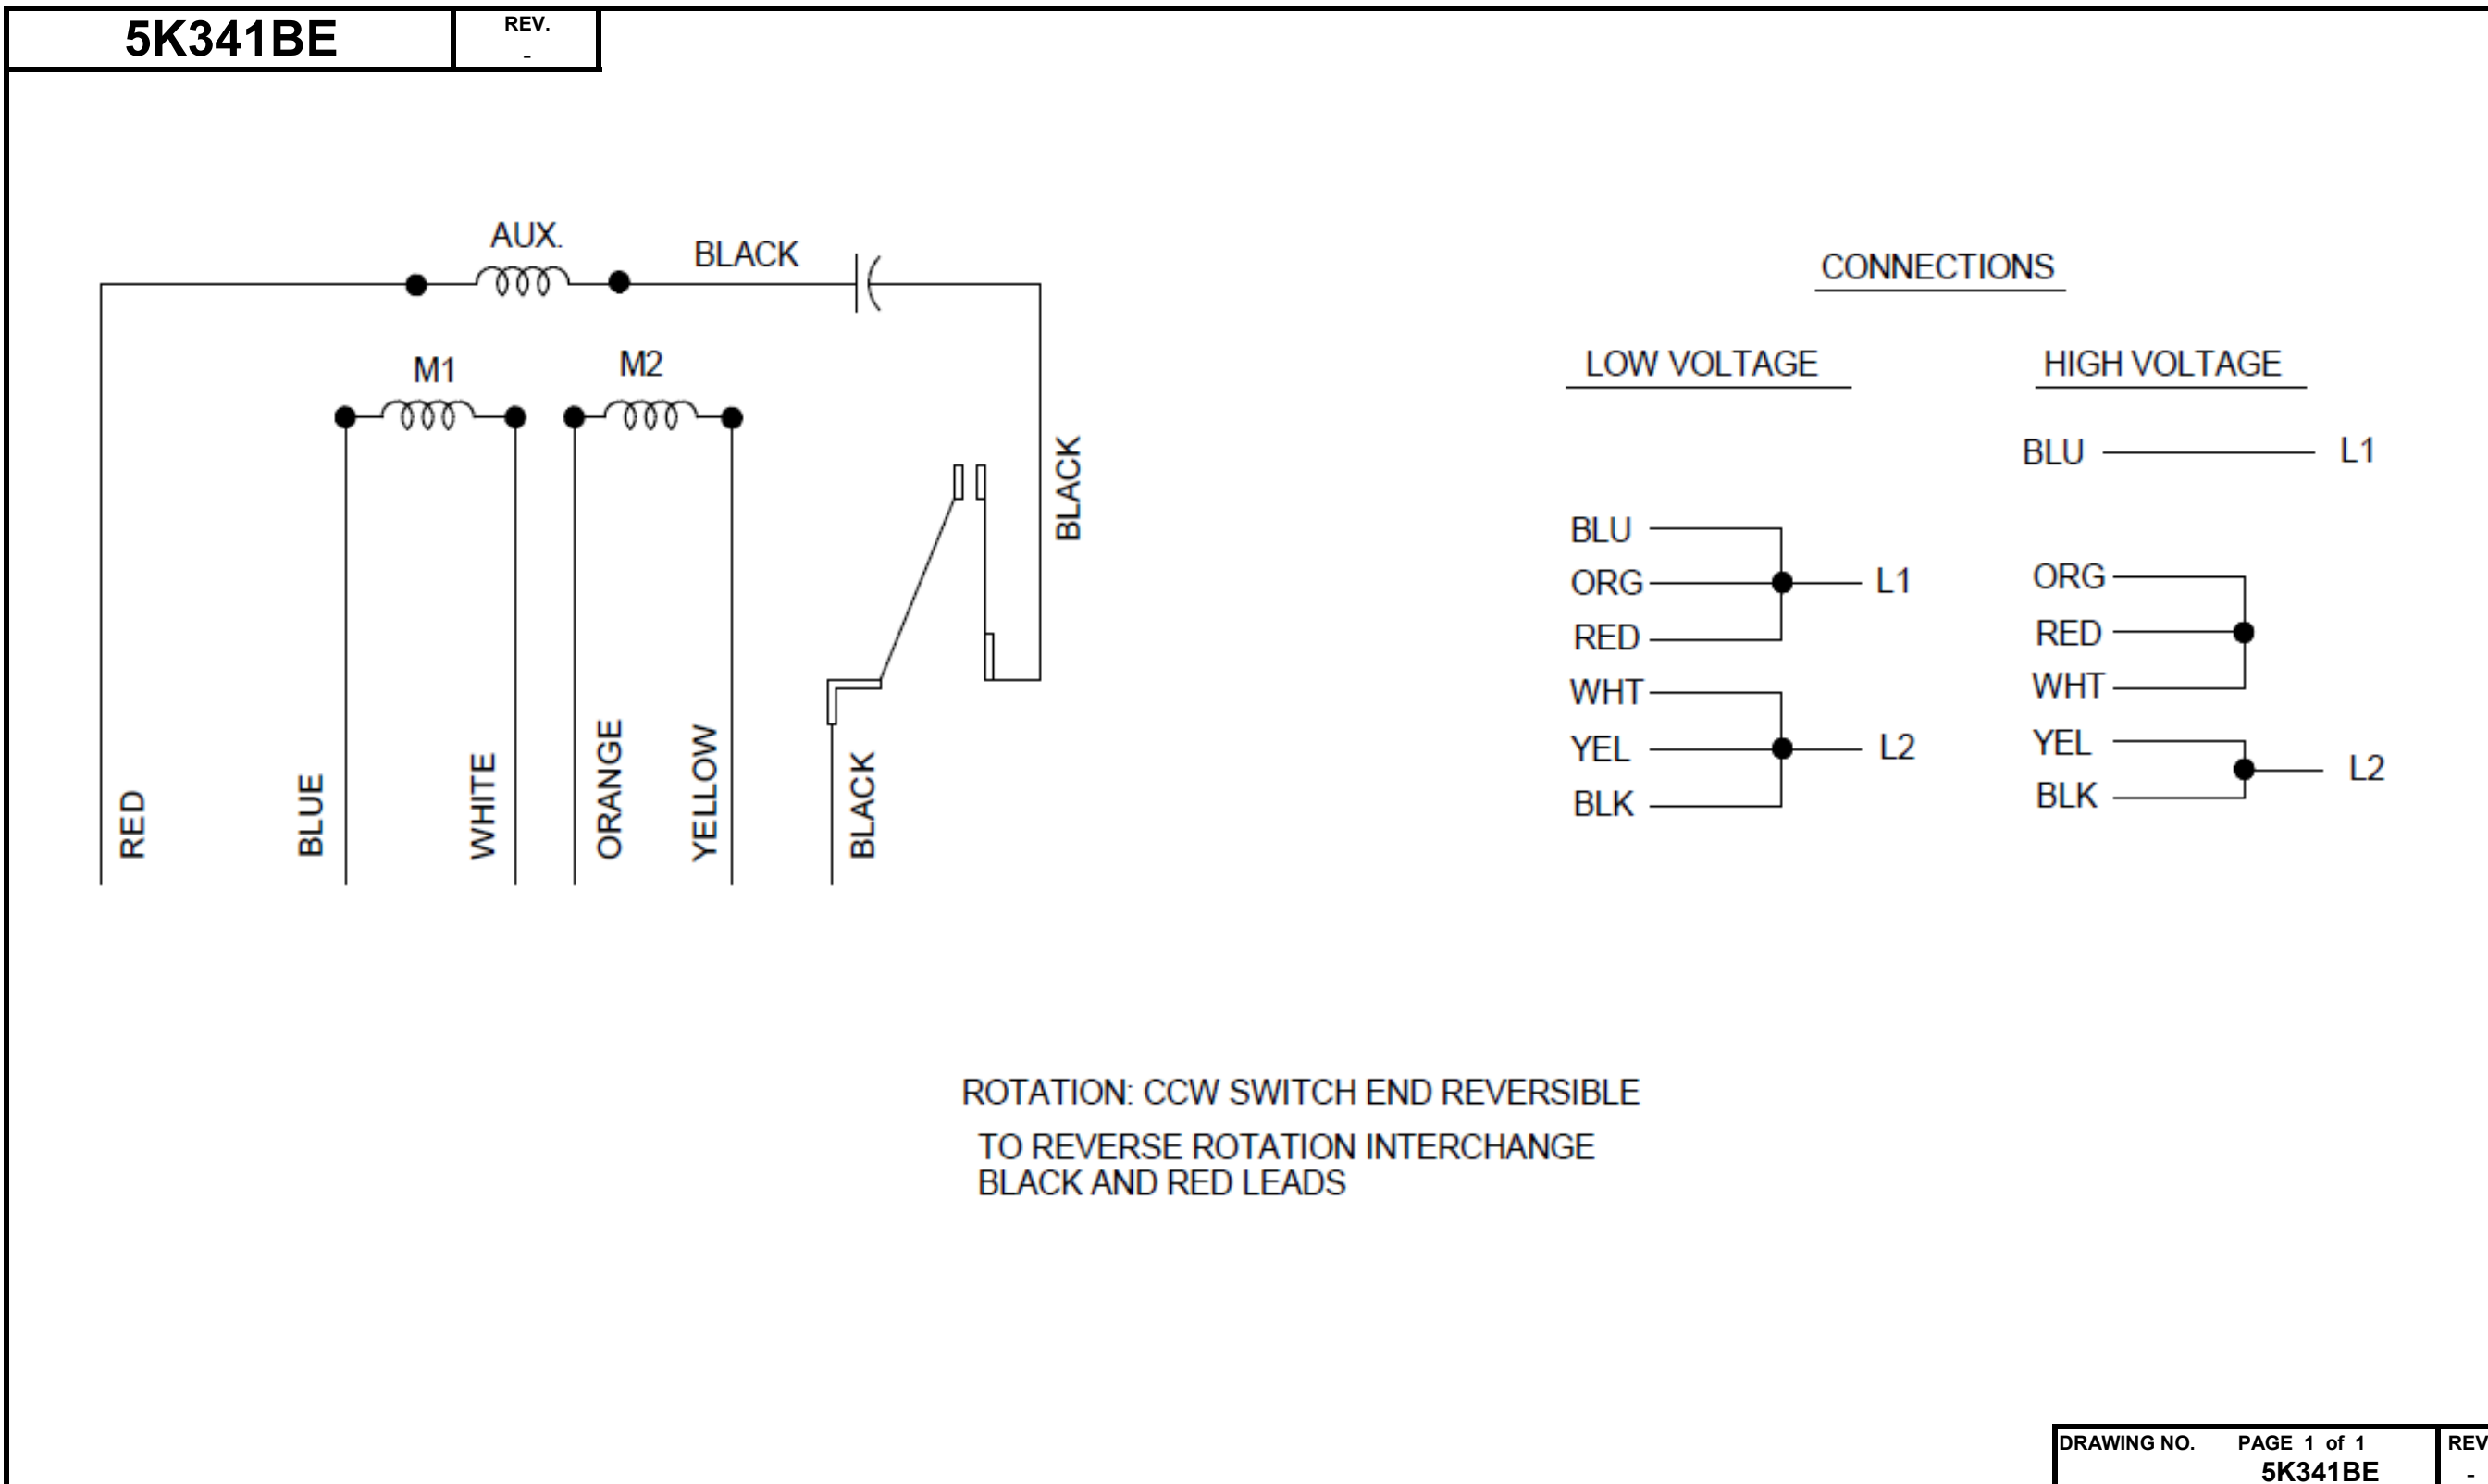 5K341BE
REV.
-
AUX.
BLACK
M1
M2
BLACK
RED
BLUE
WHITE
ORANGE
YELLOW
BLACK
CONNECTIONS
LOW VOLTAGE
BLU
ORG
L1
RED
WHT
YEL
L2
BLK
HIGH VOLTAGE
BLU
L1
ORG
RED
WHT
YEL
L2
BLK
ROTATION: CCW SWITCH END REVERSIBLE
TO REVERSE ROTATION INTERCHANGE
BLACK AND RED LEADS
DRAWING NO. PAGE 1 of 1
5K341BE
REV
-